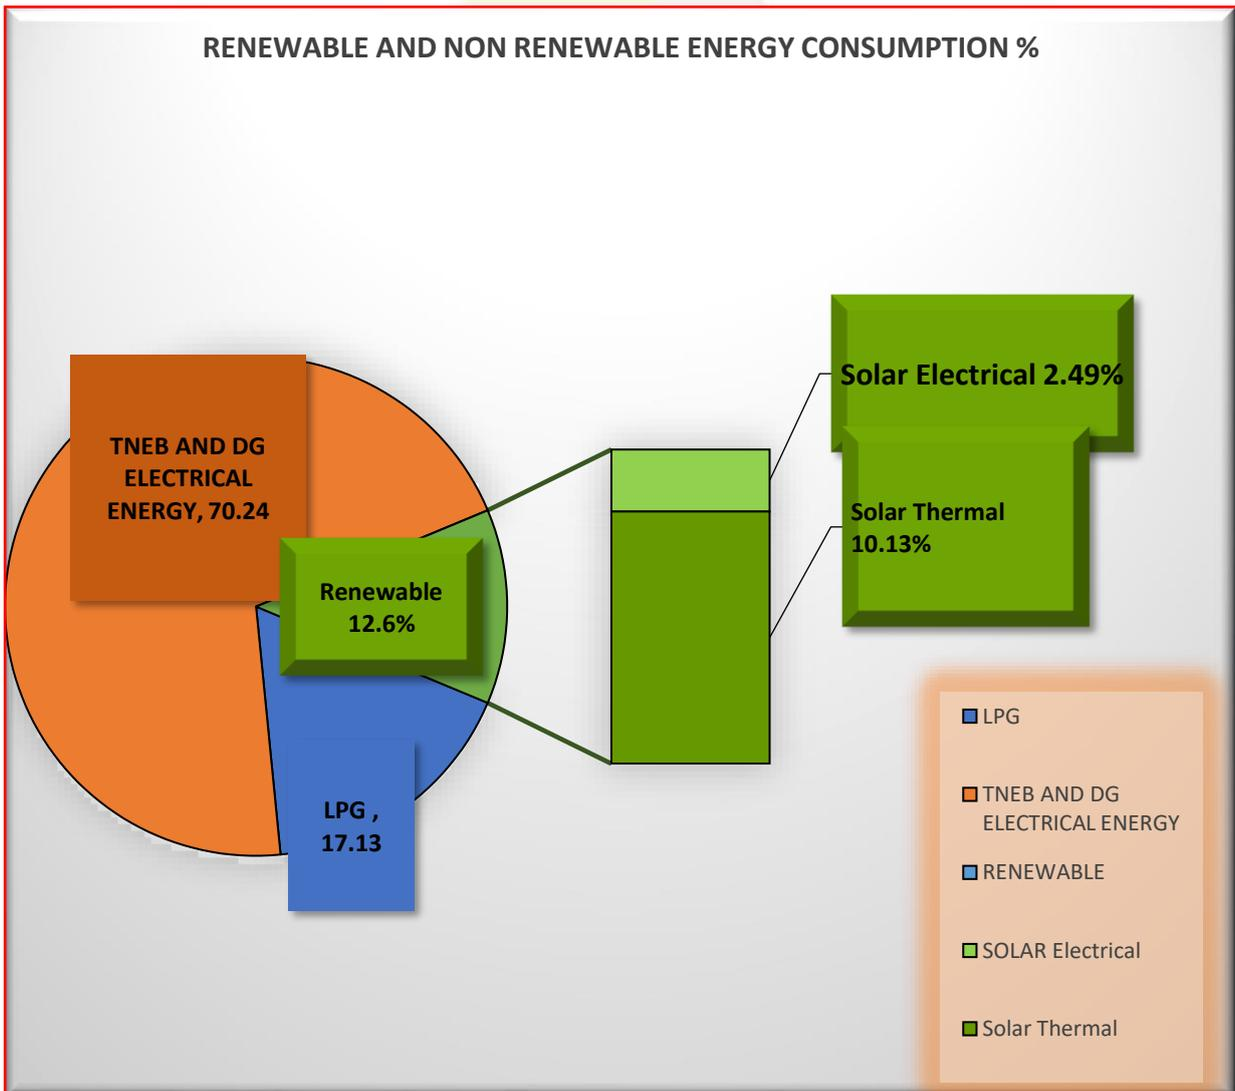 RENEWABLE AND NON RENEWABLE ENERGY CONSUMPTION %
TNEB AND DG
ELECTRICAL
ENERGY, 70.24
Renewable
12.6%
LPG ,
17.13
Solar Electrical 2.49%
Solar Thermal
10.13%
LPG
TNEB AND DG
ELECTRICAL ENERGY
RENEWABLE
SOLAR Electrical
Solar Thermal